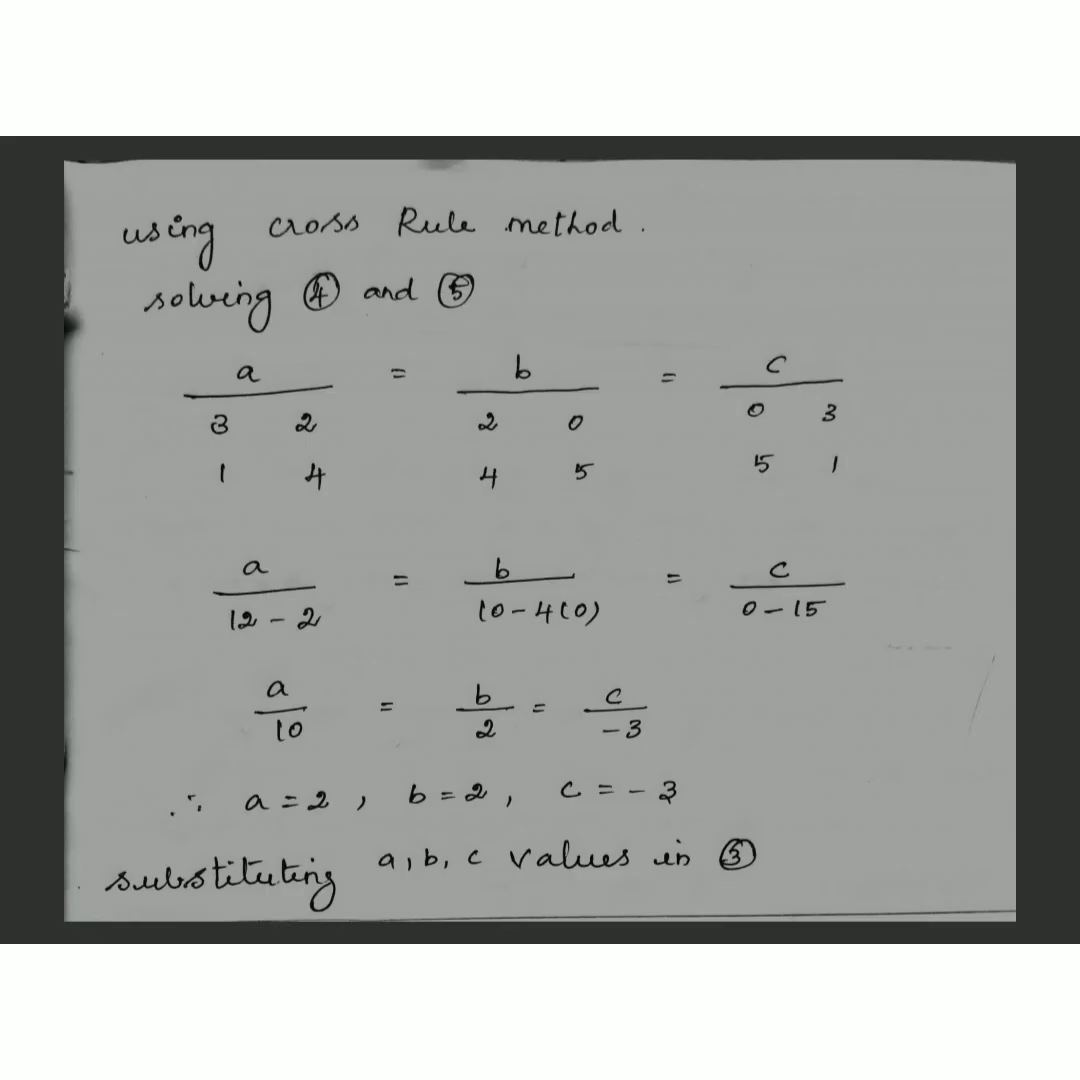 using cross Rule method.
solving ④ and ⑤
a = b = c
3 2 2 0 0 3
1 4 4 5 5 1
a = b = c
12 - 2 10 - 4(0) 0 - 15
a = b = c
10 2 -3
∴ a = 2, b = 2, c = -3
substituting a, b, c values in ③